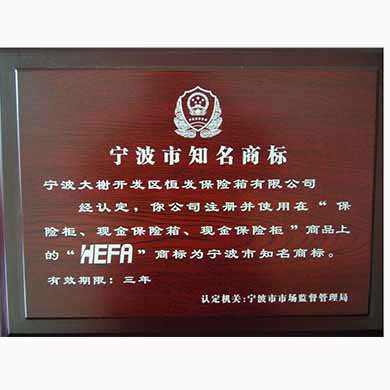 宁波市知名商标
宁波大榭开发区恒发保险箱有限公司
经认定，你公司注册并使用在“保
险柜、现金保险箱、现金保险柜”商品上
的“HEFA”商标为宁波市知名商标。
有效期限：三年
认定机关:宁波市市场监督管理局